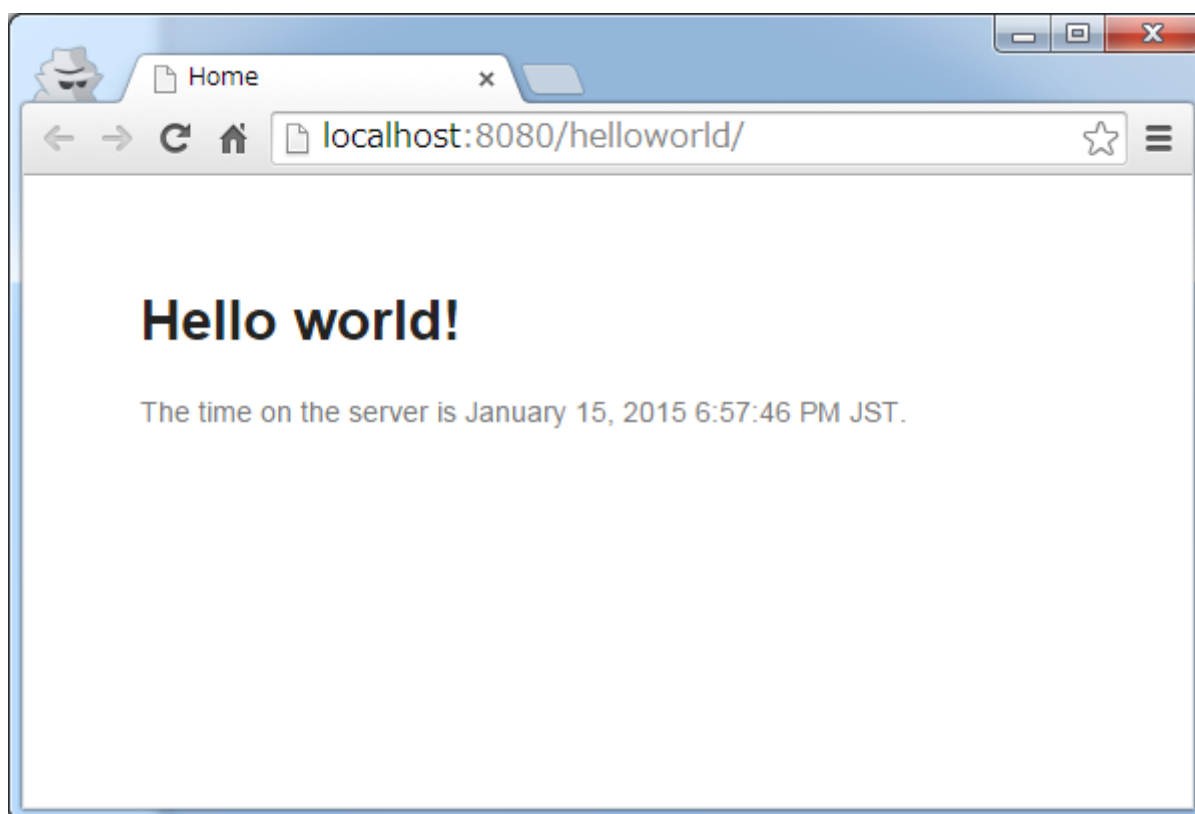 Home
localhost:8080/helloworld/
Hello world!
The time on the server is January 15, 2015 6:57:46 PM JST.